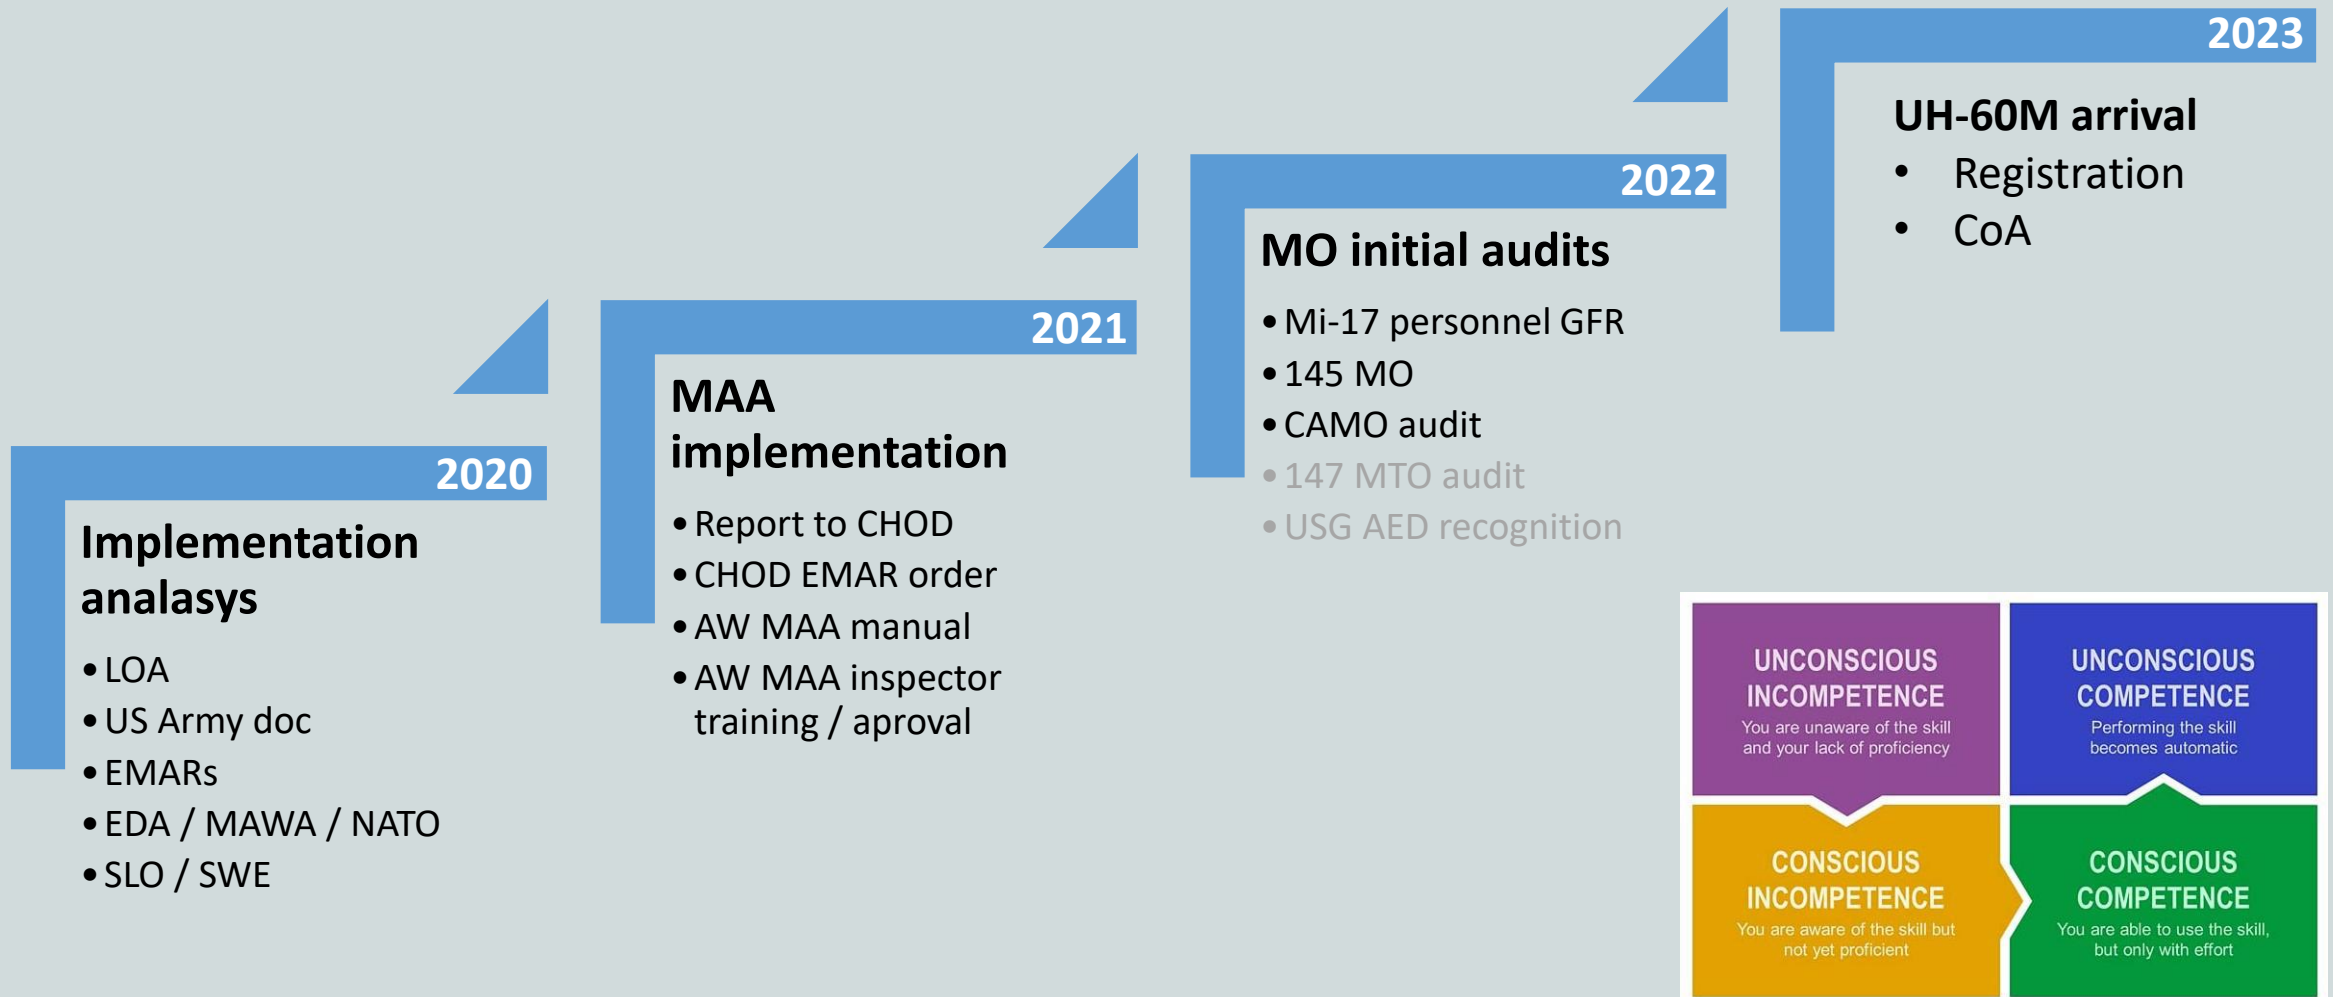 2020
Implementation
analasys
•LOA
•US Army doc
•EMARs
•EDA / MAWA / NATO
•SLO / SWE
2021
MAA
implementation
•Report to CHOD
•CHOD EMAR order
•AW MAA manual
•AW MAA inspector
training / aproval
2022
MO initial audits
•Mi-17 personnel GFR
•145 MO
•CAMO audit
•147 MTO audit
•USG AED recognition
2023
UH-60M arrival
• Registration
• CoA
UNCONSCIOUS
INCOMPETENCE
You are unaware of the skill
and your lack of proficiency
UNCONSCIOUS
COMPETENCE
Performing the skill
becomes automatic
CONSCIOUS
INCOMPETENCE
You are aware of the skill but
not yet proficient
CONSCIOUS
COMPETENCE
You are able to use the skill,
but only with effort